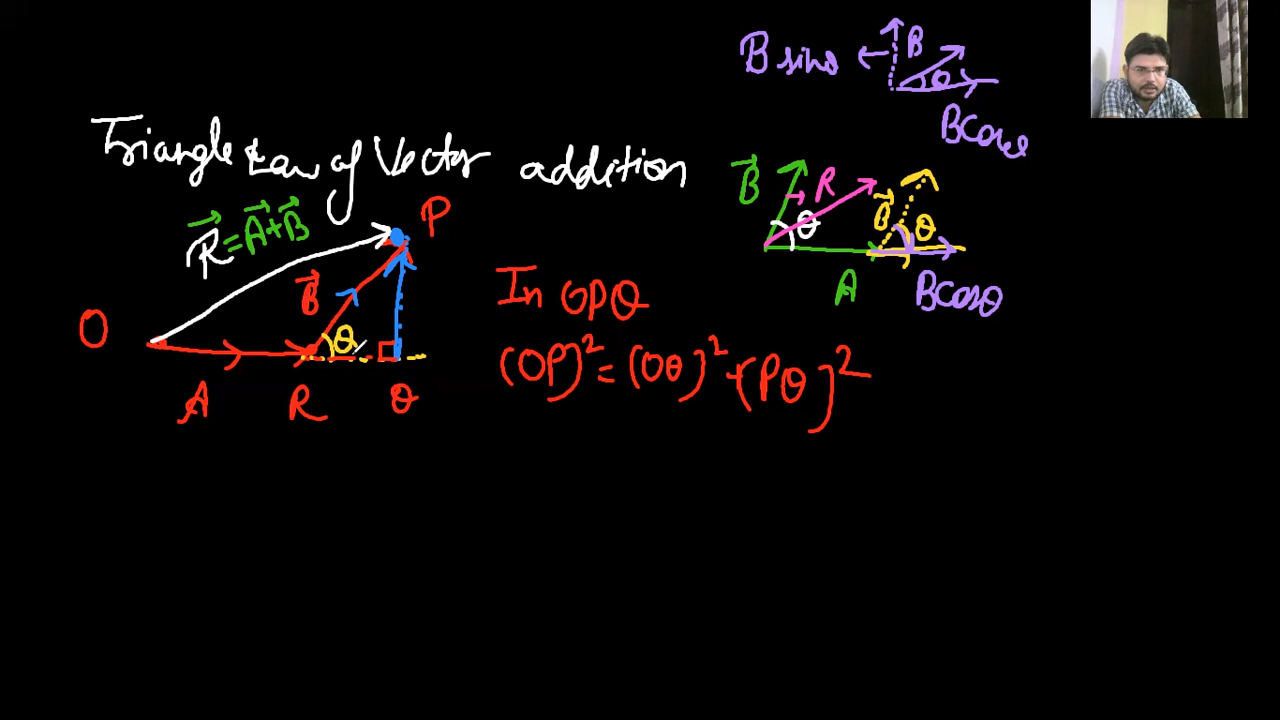 B sinθ
B
θ
Bcosθ
Triangle Law of Vector addition
B R
θ
B
θ
A
Bcosθ
R = A + B
P
B
O
θ
A R Q
In OPQ
(OP)² = (OQ)² + (PQ)²